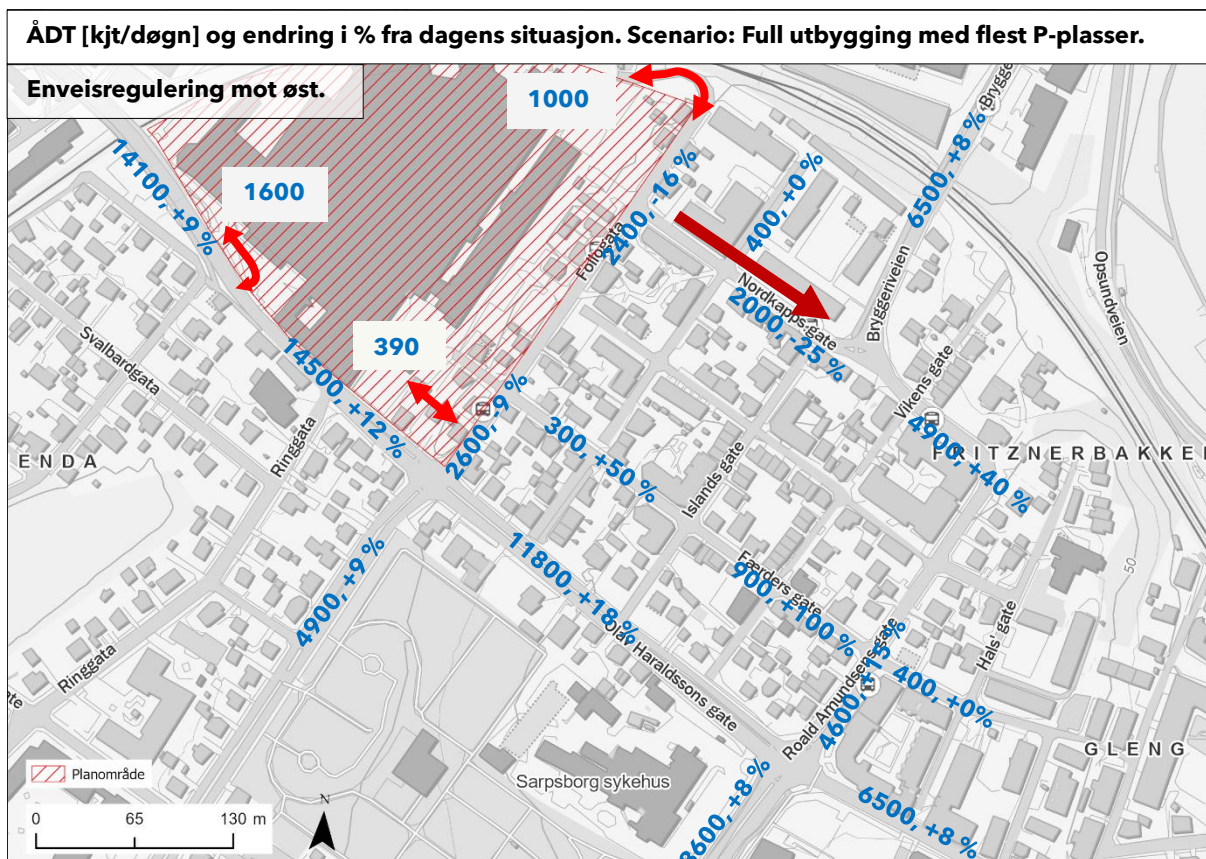 ÅDT [kjt/døgn] og endring i % fra dagens situasjon. Scenario: Full utbygging med flest P-plasser.
Enveisregulering mot øst.
1000
Brygge
6500, +8 %
14100, +9 %
1600
2400, -16 %
400, +0 %
Follogata
Nordkapps gate
2000, -25 %
Bryggeriveien
Opsundveien
Svalbardgata
390
14500, +12 %
Vikens gate
2600, -9 %
300, +50 %
4900, +40 %
ENDA
Ringgata
FRITZNERBAKKEN
Islands gate
11800, +18 %
Færders gate
900, +100 %
50
4900, +9 %
Olav Haraldssons gate
Hals' gate
Ringgata
Roald Amundsens gate
4600, +15 %
400, +0%
GLENG
Planområde
Sarpsborg sykehus
N
0 65 130 m
8600, +8 %
6500, +8 %